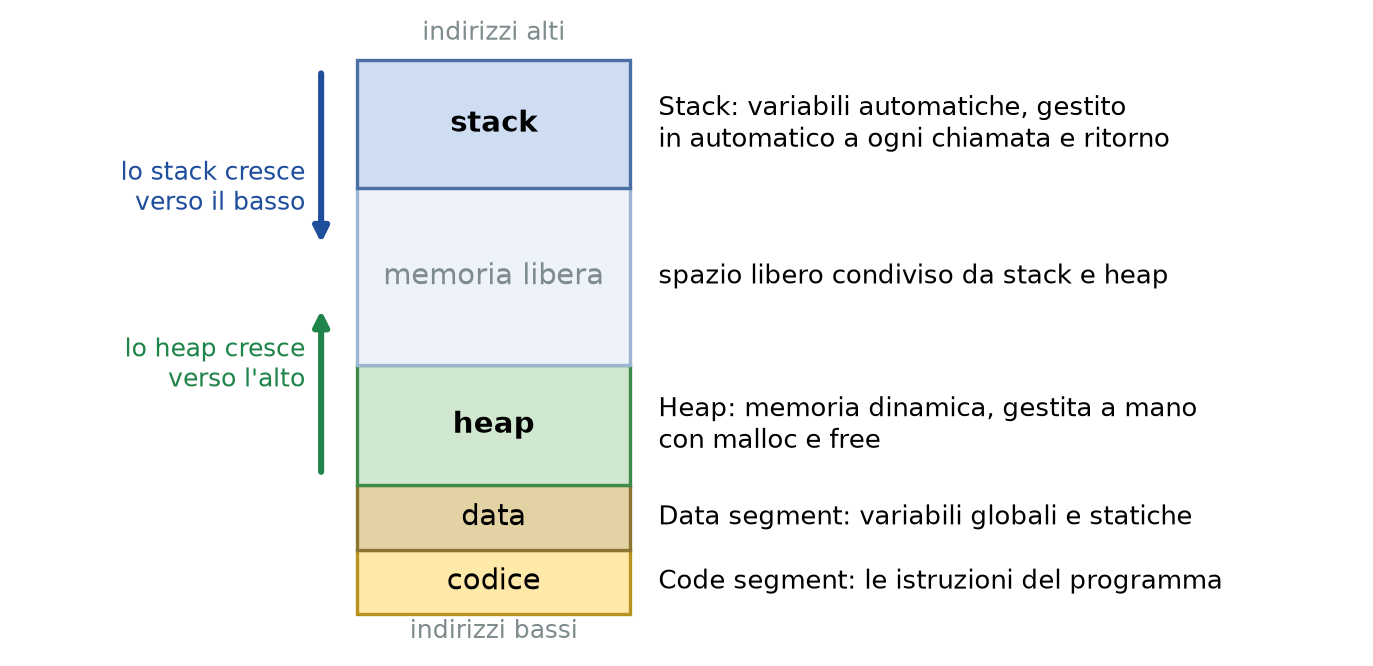 indirizzi alti
stack
Stack: variabili automatiche, gestito
in automatico a ogni chiamata e ritorno
lo stack cresce
verso il basso
memoria libera
spazio libero condiviso da stack e heap
lo heap cresce
verso l'alto
heap
Heap: memoria dinamica, gestita a mano
con malloc e free
data
Data segment: variabili globali e statiche
codice
Code segment: le istruzioni del programma
indirizzi bassi